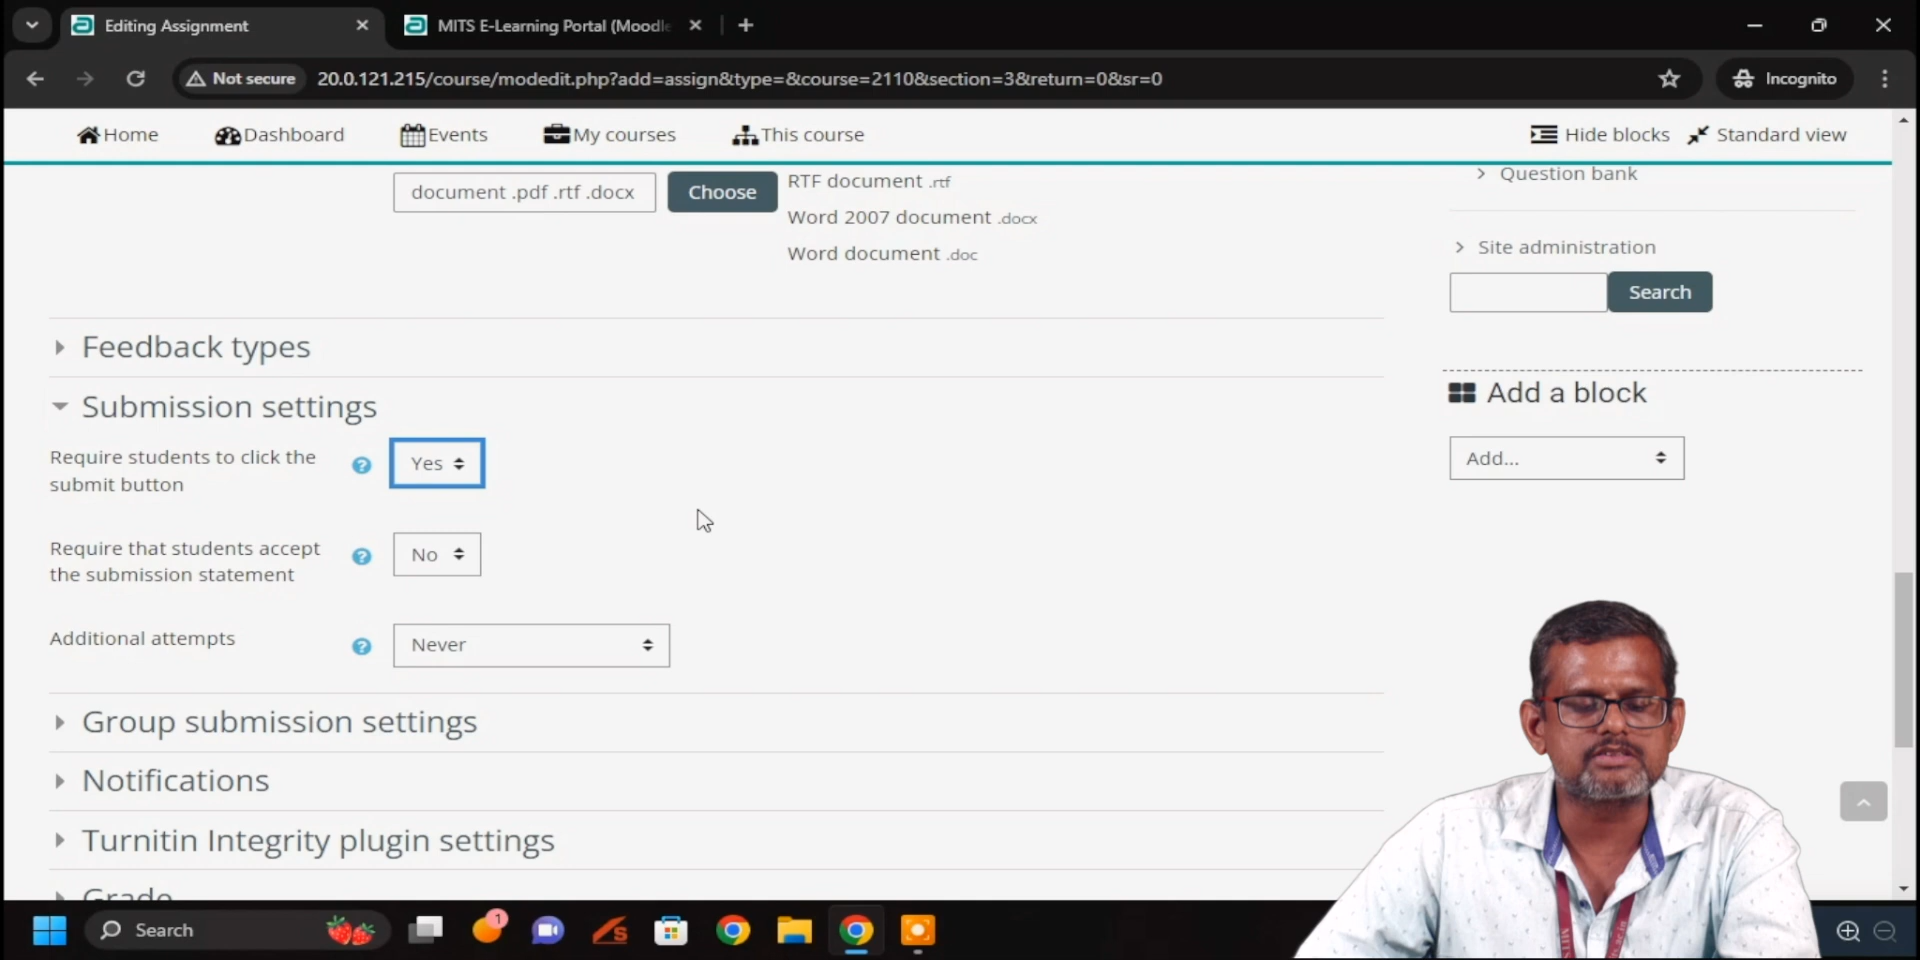 Editing Assignment
MITS E-Learning Portal (Moodle
Not secure
20.0.121.215/course/modedit.php?add=assign&type=&course=2110&section=3&return=0&sr=0
Incognito
Home
Dashboard
Events
My courses
This course
Hide blocks
Standard view
document .pdf .rtf .docx
Choose
RTF document .rtf
Word 2007 document .docx
Word document .doc
Question bank
Site administration
Search
Feedback types
Submission settings
Require students to click the
submit button
Yes
Require that students accept
the submission statement
No
Additional attempts
Never
Add a block
Add...
Group submission settings
Notifications
Turnitin Integrity plugin settings
Grade
Search
1